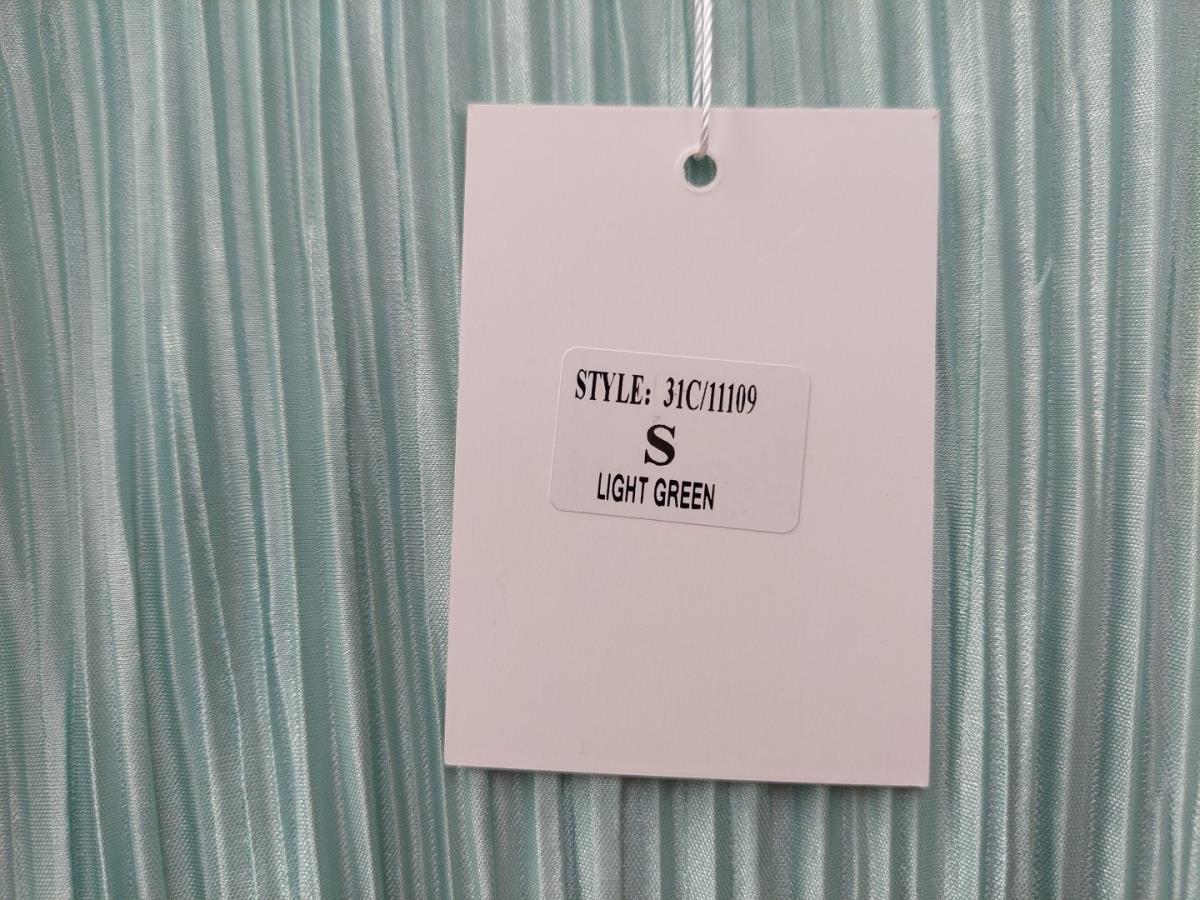 STYLE: 31C/11109
S
LIGHT GREEN